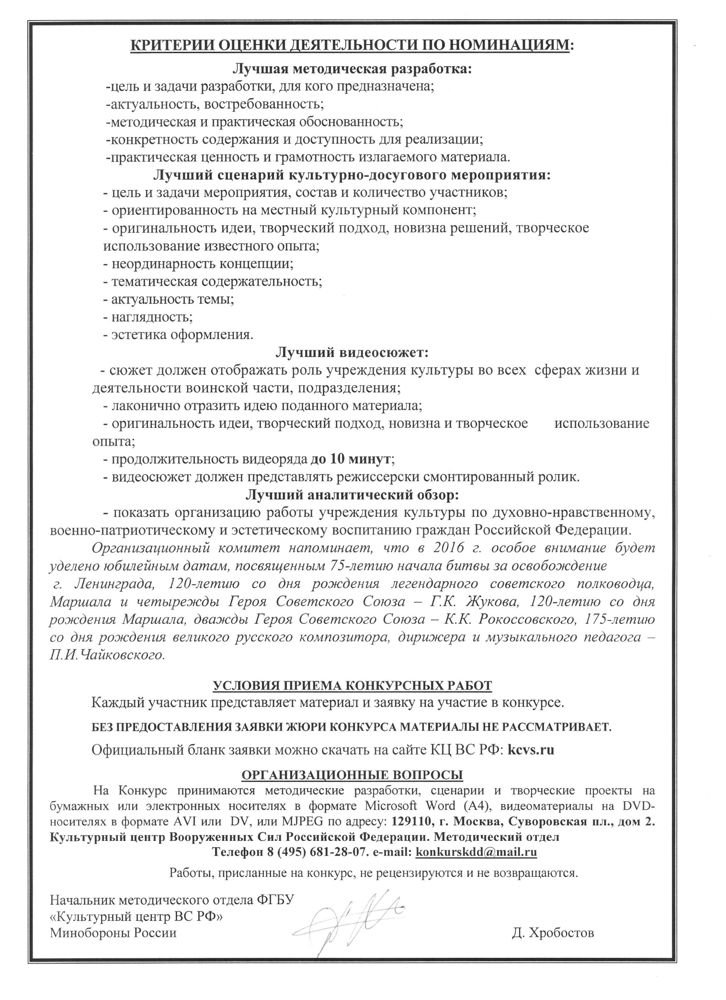 КРИТЕРИИ ОЦЕНКИ ДЕЯТЕЛЬНОСТИ ПО НОМИНАЦИЯМ:
Лучшая методическая разработка:
-цель и задачи разработки, для кого предназначена;
-актуальность, востребованность;
-методическая и практическая обоснованность;
-конкретность содержания и доступность для реализации;
-практическая ценность и грамотность излагаемого материала.
Лучший сценарий культурно-досугового мероприятия:
- цель и задачи мероприятия, состав и количество участников;
- ориентированность на местный культурный компонент;
- оригинальность идеи, творческий подход, новизна решений, творческое
использование известного опыта;
- неординарность концепции;
- тематическая содержательность;
- актуальность темы;
- наглядность;
- эстетика оформления.
Лучший видеосюжет:
- сюжет должен отображать роль учреждения культуры во всех сферах жизни и
деятельности воинской части, подразделения;
- лаконично отразить идею поданного материала;
- оригинальность идеи, творческий подход, новизна и творческое использование
опыта;
- продолжительность видеоряда до 10 минут;
- видеосюжет должен представлять режиссерски смонтированный ролик.
Лучший аналитический обзор:
- показать организацию работы учреждения культуры по духовно-нравственному,
военно-патриотическому и эстетическому воспитанию граждан Российской Федерации.
Организационный комитет напоминает, что в 2016 г. особое внимание будет
уделено юбилейным датам, посвященным 75-летию начала битвы за освобождение
г. Ленинграда, 120-летию со дня рождения легендарного советского полководца,
Маршала и четырежды Героя Советского Союза – Г.К. Жукова, 120-летию со дня
рождения Маршала, дважды Героя Советского Союза – К.К. Рокоссовского, 175-летию
со дня рождения великого русского композитора, дирижера и музыкального педагога –
П.И.Чайковского.
УСЛОВИЯ ПРИЕМА КОНКУРСНЫХ РАБОТ
Каждый участник представляет материал и заявку на участие в конкурсе.
БЕЗ ПРЕДОСТАВЛЕНИЯ ЗАЯВКИ ЖЮРИ КОНКУРСА МАТЕРИАЛЫ НЕ РАССМАТРИВАЕТ.
Официальный бланк заявки можно скачать на сайте КЦ ВС РФ: kcvs.ru
ОРГАНИЗАЦИОННЫЕ ВОПРОСЫ
На Конкурс принимаются методические разработки, сценарии и творческие проекты на
бумажных или электронных носителях в формате Microsoft Word (А4), видеоматериалы на DVD-
носителях в формате AVI или DV, или MJPEG по адресу: 129110, г. Москва, Суворовская пл., дом 2.
Культурный центр Вооруженных Сил Российской Федерации. Методический отдел
Телефон 8 (495) 681-28-07. e-mail: konkurskdd@mail.ru
Работы, присланные на конкурс, не рецензируются и не возвращаются.
Начальник методического отдела ФГБУ
«Культурный центр ВС РФ»
Минобороны России Д. Хробостов